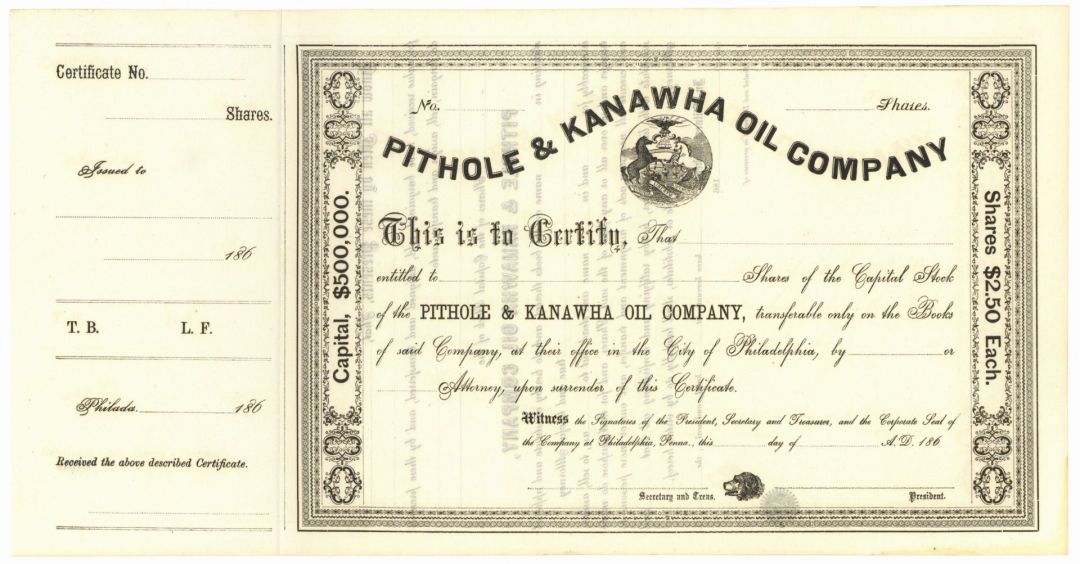 Certificate No.
Shares.
Issued to
186
T. B. L. F.
Philada. 186
Received the above described Certificate.
No. Shares.
PITHOLE & KANAWHA OIL COMPANY
Capital, $500,000.
Shares $2.50 Each.
This is to Certify, That
entitled to Shares of the Capital Stock
of the PITHOLE & KANAWHA OIL COMPANY, transferable only on the Books
of said Company, at their office in the City of Philadelphia, by or
Attorney, upon surrender of this Certificate.
Witness the Signatures of the President, Secretary and Treasurer, and the Corporate Seal of
the Company at Philadelphia, Penna., this day of A.D. 186
Secretary and Treas. President.